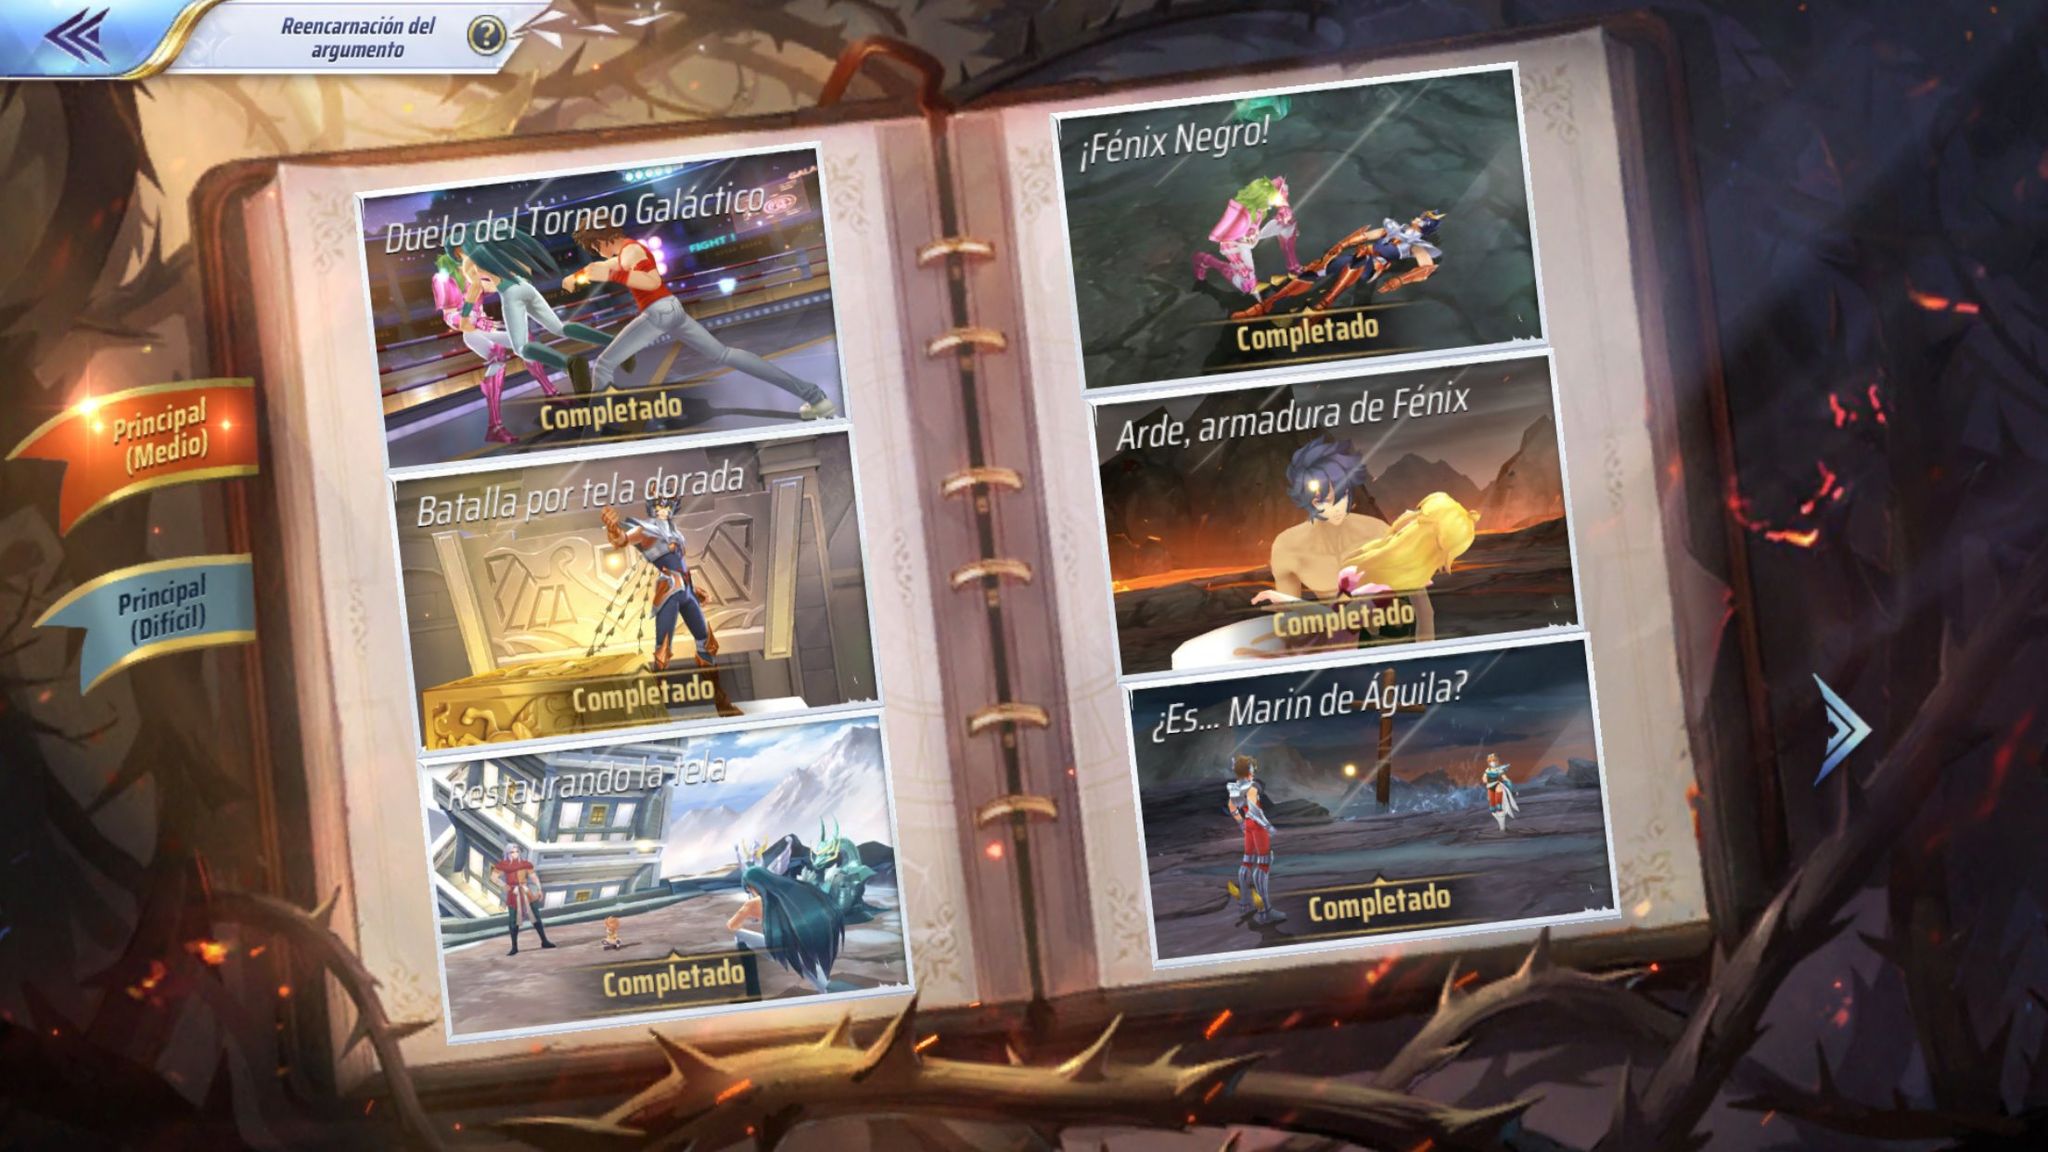 Reencarnación del
argumento
?
Principal
(Medio)
Principal
(Difícil)
Duelo del Torneo Galáctico
FIGHT !
Completado
Batalla por tela dorada
Completado
Restaurando la tela
Completado
¡Fénix Negro!
Completado
Arde, armadura de Fénix
Completado
¿Es... Marin de Águila?
Completado